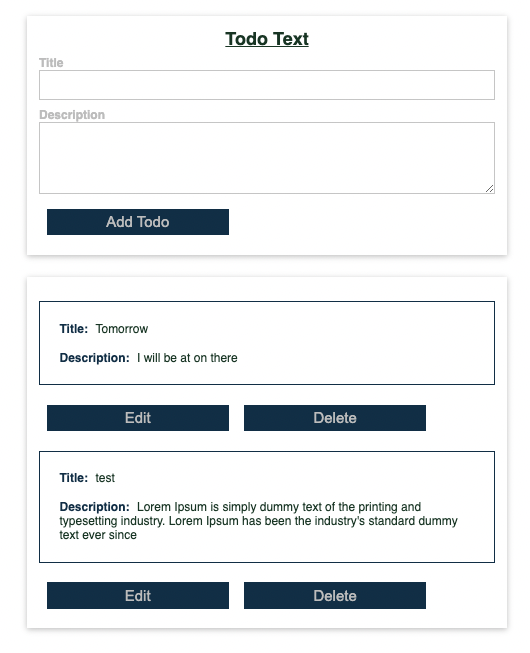 Todo Text
Title
Description
Add Todo
Title: Tomorrow
Description: I will be at on there
Edit Delete
Title: test
Description: Lorem Ipsum is simply dummy text of the printing and
typesetting industry. Lorem Ipsum has been the industry's standard dummy
text ever since
Edit Delete